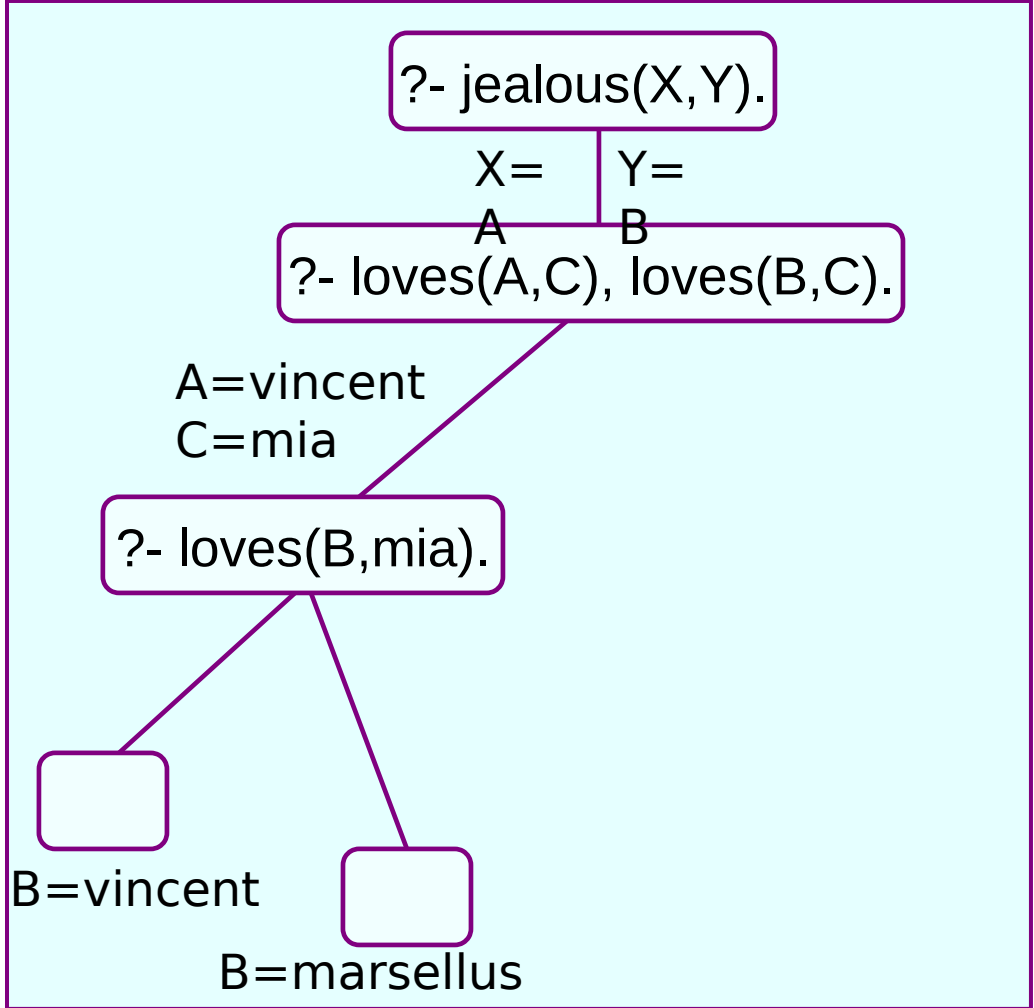 ?- jealous(X,Y).
X= Y=
A B
?- loves(A,C), loves(B,C).
A=vincent
C=mia
?- loves(B,mia).
B=vincent
B=marsellus